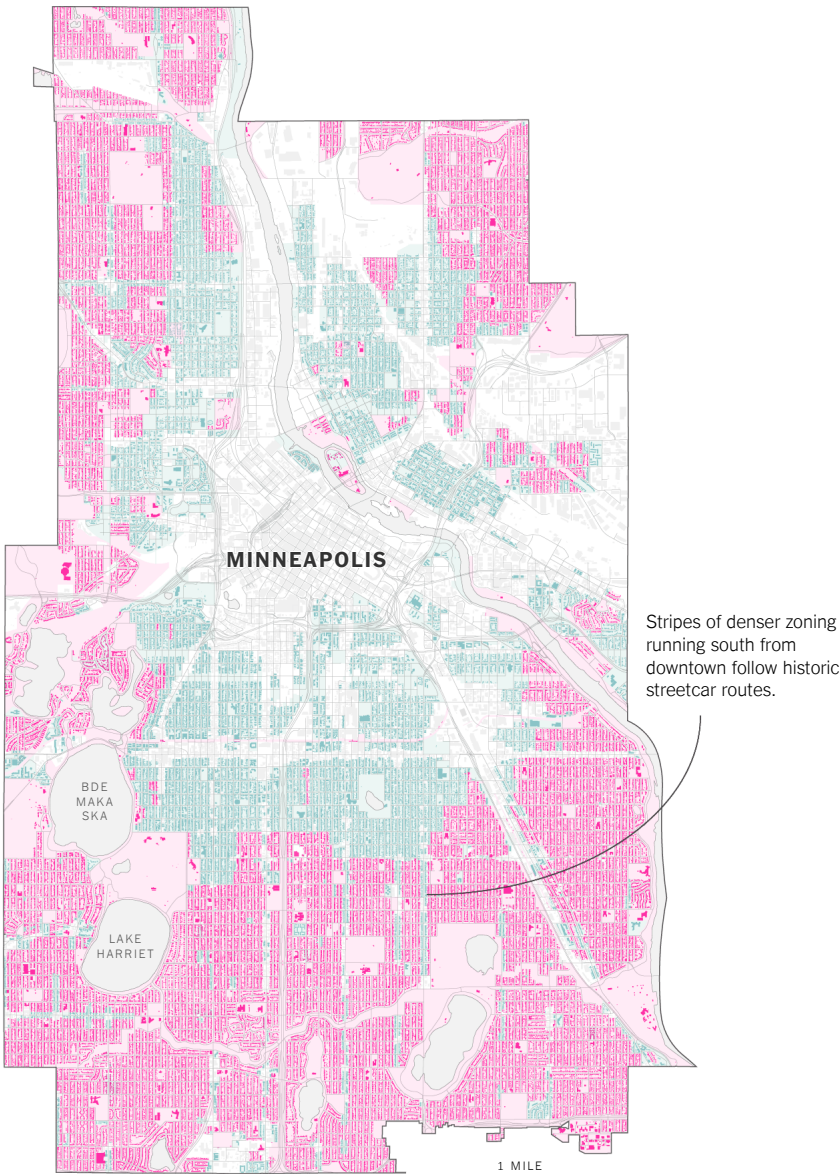 MINNEAPOLIS
Stripes of denser zoning
running south from
downtown follow historic
streetcar routes.
BDE
MAKA
SKA
LAKE
HARRIET
1 MILE